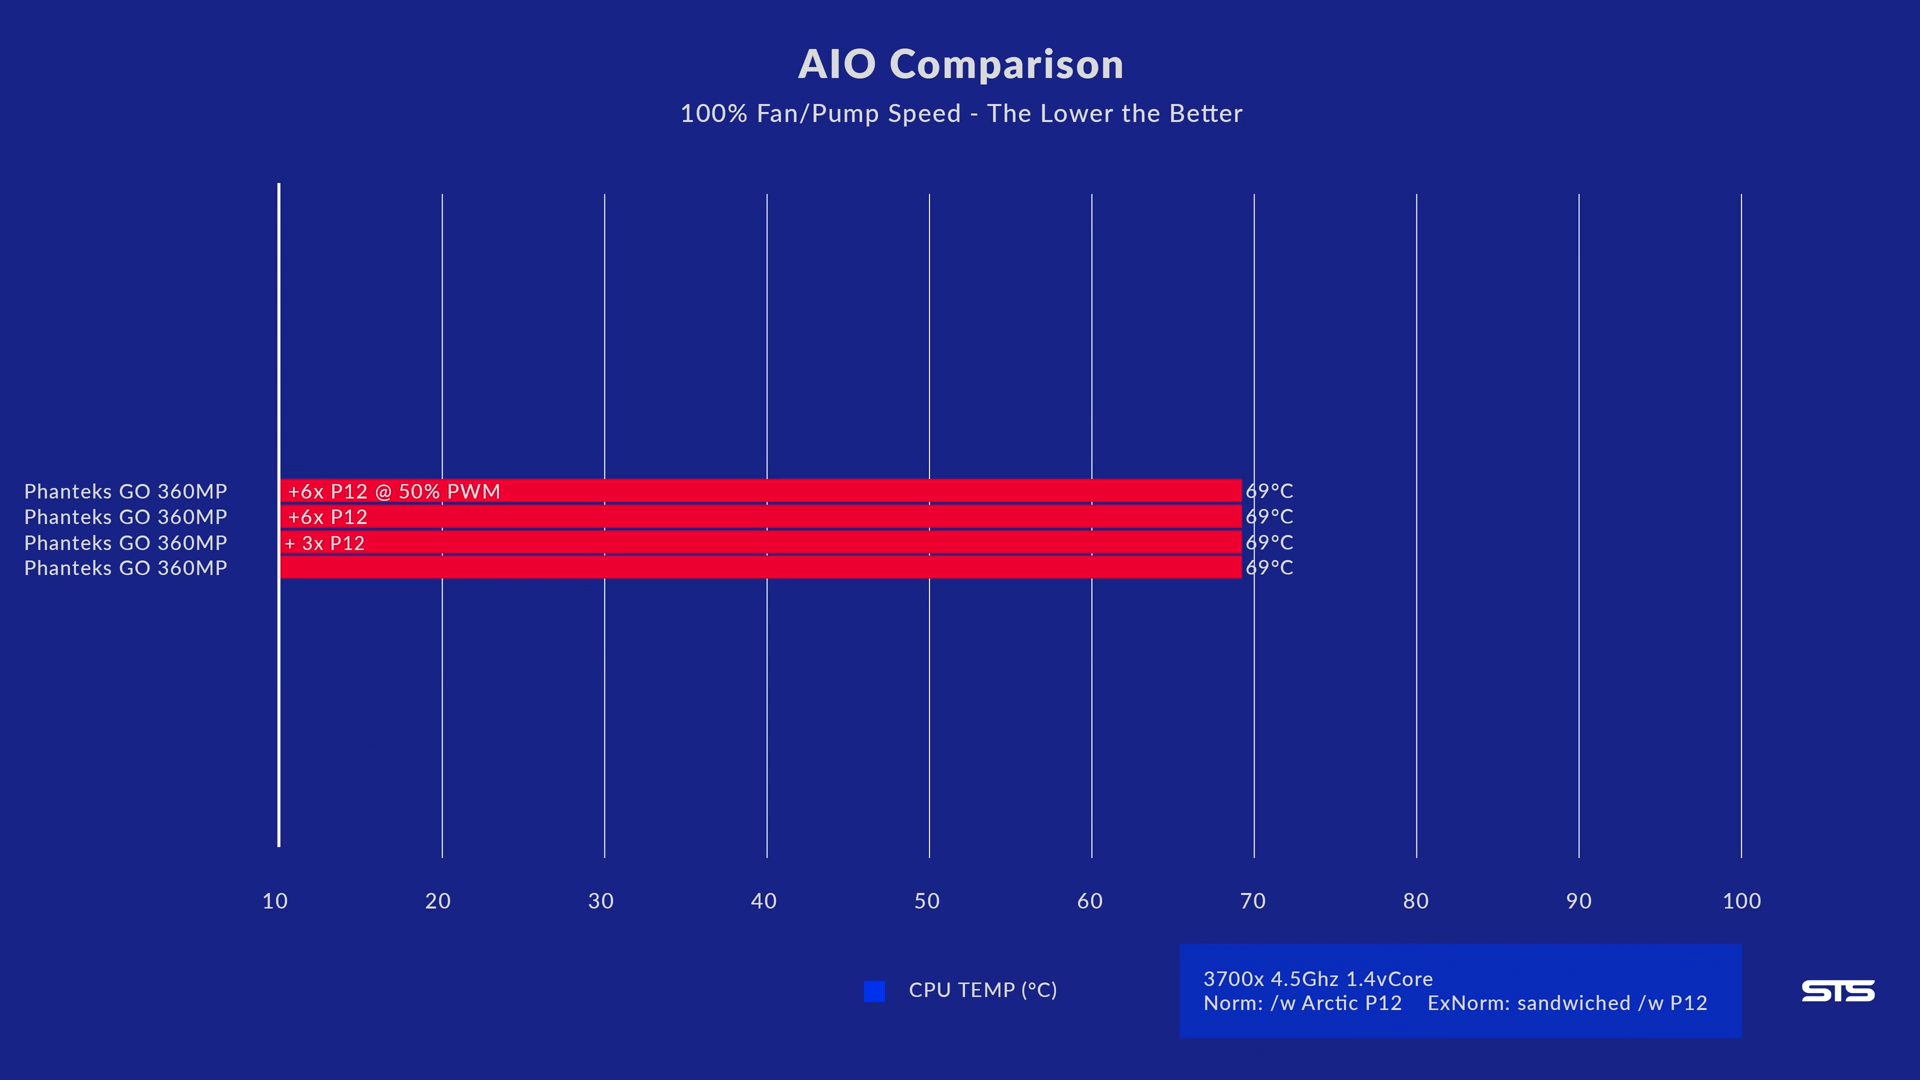 AIO Comparison
100% Fan/Pump Speed - The Lower the Better
Phanteks GO 360MP +6x P12 @ 50% PWM 69°C
Phanteks GO 360MP +6x P12 69°C
Phanteks GO 360MP + 3x P12 69°C
Phanteks GO 360MP 69°C
10 20 30 40 50 60 70 80 90 100
CPU TEMP (°C)
3700x 4.5Ghz 1.4vCore
Norm: /w Arctic P12 ExNorm: sandwiched /w P12
STS